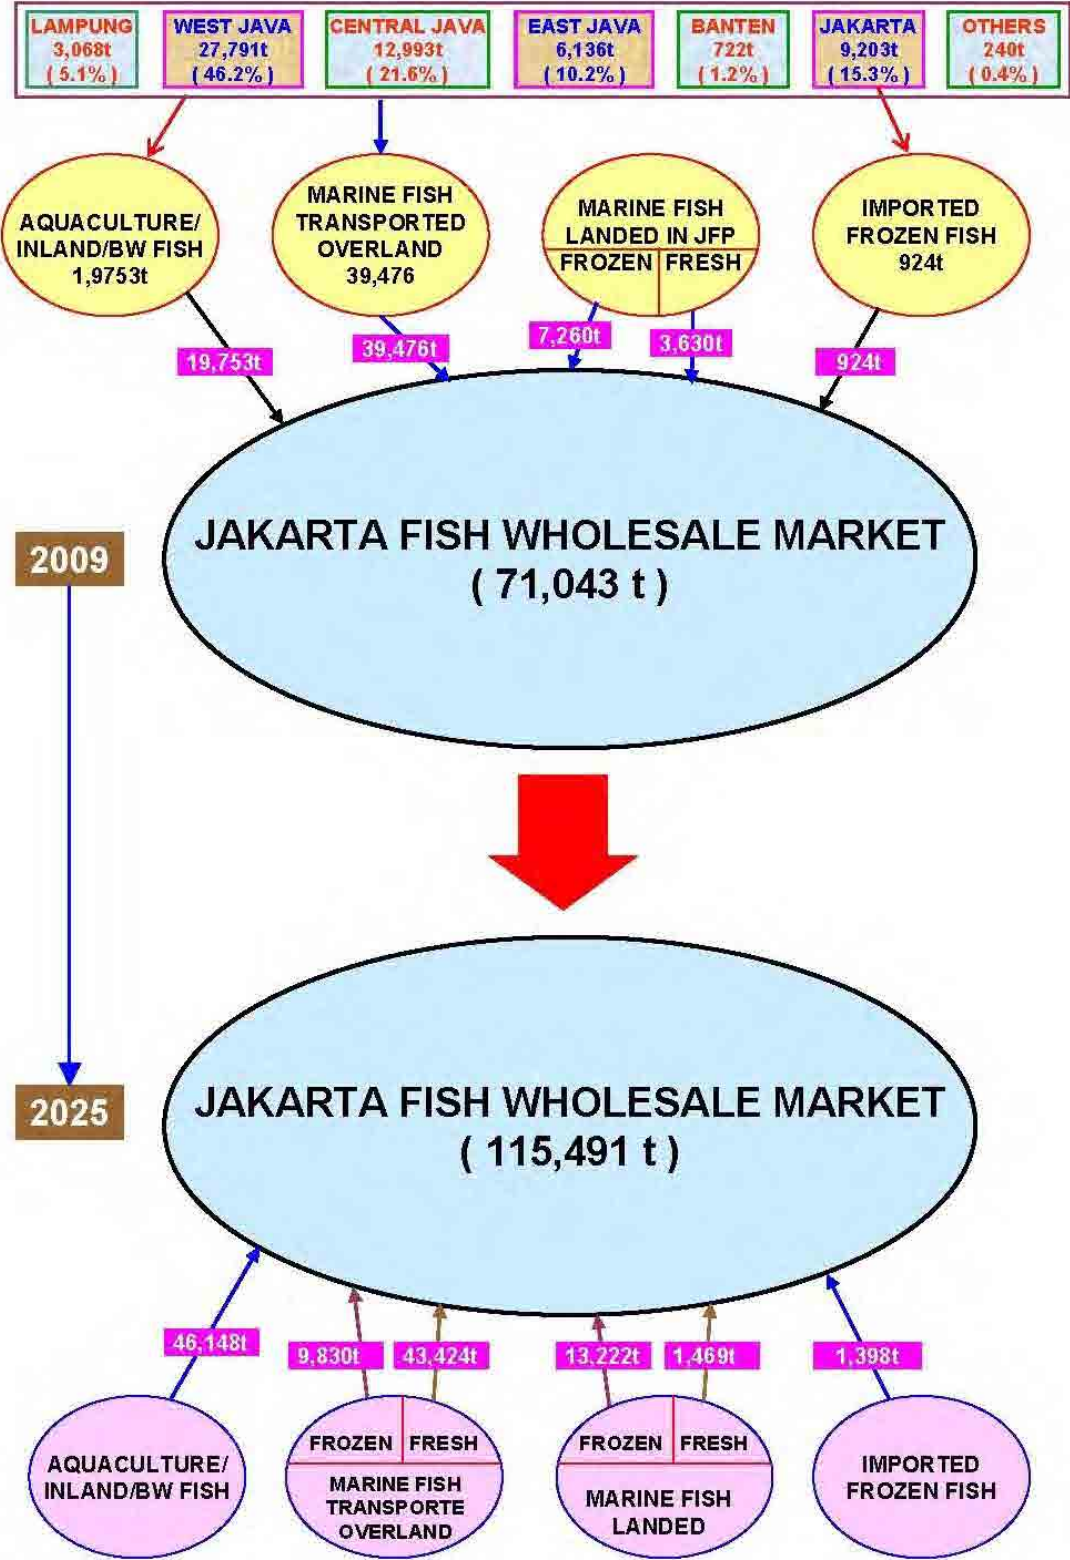 LAMPUNG
3,068t
( 5.1% )
WEST JAVA
27,791t
(46.2%)
CENTRAL JAVA
12,993t
(21.6%)
EAST JAVA
6,136t
(10.2%)
BANTEN
722t
(1.2%)
JAKARTA
9,203t
(15.3%)
OTHERS
240t
(0.4%)
AQUACULTURE/
INLAND/BW FISH
1,9753t
MARINE FISH
TRANSPORTED
OVERLAND
39,476
MARINE FISH
LANDED IN JFP
FROZEN
FRESH
IMPORTED
FROZEN FISH
924t
19,753t
39,476t
7,260t
3,630t
924t
JAKARTA FISH WHOLESALE MARKET
( 71,043 t )
2009
2025
JAKARTA FISH WHOLESALE MARKET
( 115,491 t )
46,148t
9,830t
43,424t
13,222t
1,469t
1,398t
AQUACULTURE/
INLAND/BW FISH
FROZEN
FRESH
MARINE FISH
TRANSPORTE
OVERLAND
FROZEN
FRESH
MARINE FISH
LANDED
IMPORTED
FROZEN FISH